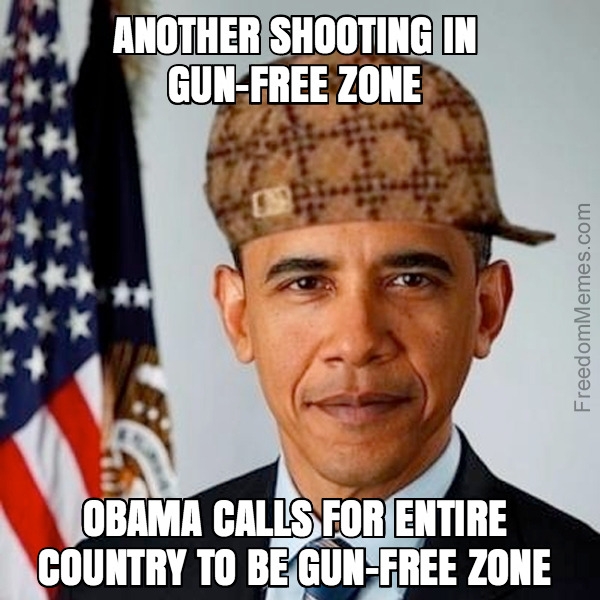 ANOTHER SHOOTING IN
GUN-FREE ZONE
FreedomMemes.com
OBAMA CALLS FOR ENTIRE
COUNTRY TO BE GUN-FREE ZONE